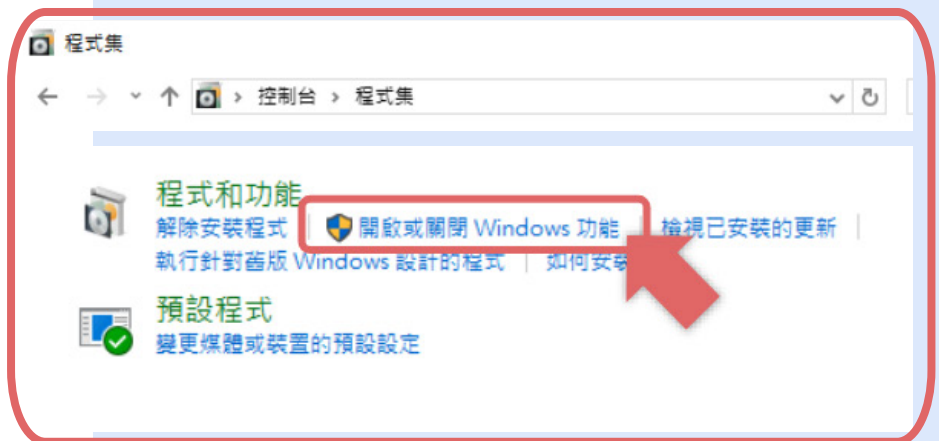 程式集
控制台 › 程式集
程式和功能
解除安裝程式 開啟或關閉 Windows 功能 檢視已安裝的更新
執行針對舊版 Windows 設計的程式 如何安
預設程式
變更媒體或裝置的預設設定